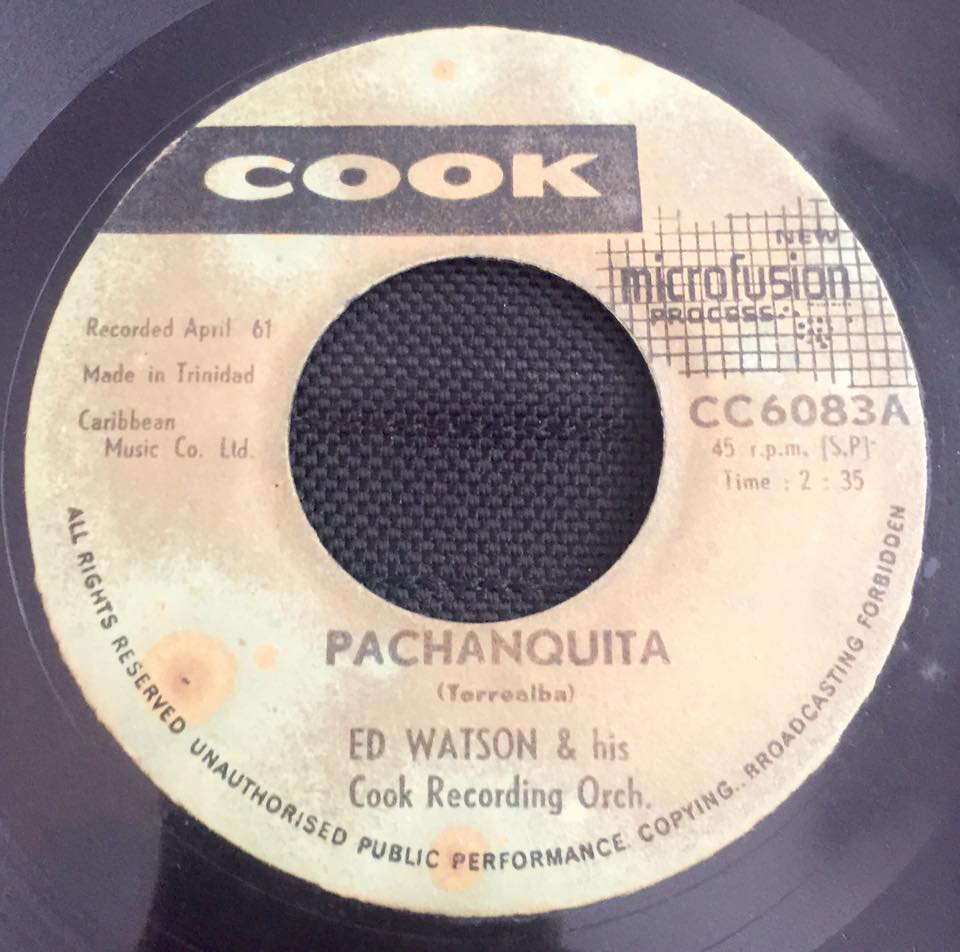 COOK
NEW
microfusion
PROCESS
Recorded April 61
Made in Trinidad
Caribbean
Music Co. Ltd.
CC6083A
45 r.p.m. [S.P]
Time : 2 : 35
PACHANQUITA
(Torrealba)
ED WATSON & his
Cook Recording Orch.
ALL RIGHTS RESERVED UNAUTHORISED PUBLIC PERFORMANCE. COPYING.. BROADCASTING FORBIDDEN